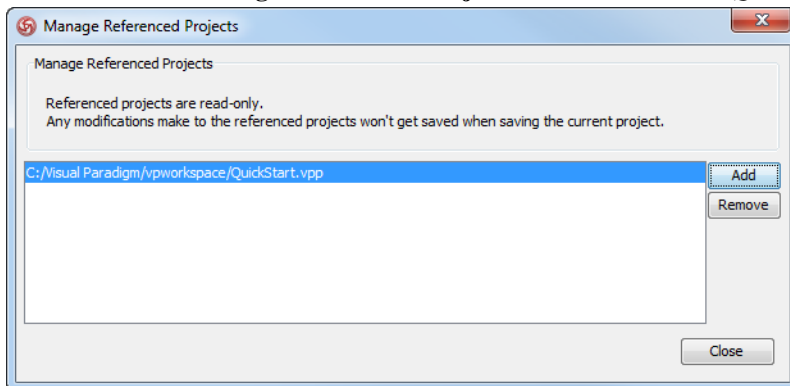 Manage Referenced Projects
Manage Referenced Projects
Referenced projects are read-only.
Any modifications make to the referenced projects won't get saved when saving the current project.
C:/Visual Paradigm/vpworkspace/QuickStart.vpp
Add
Remove
Close